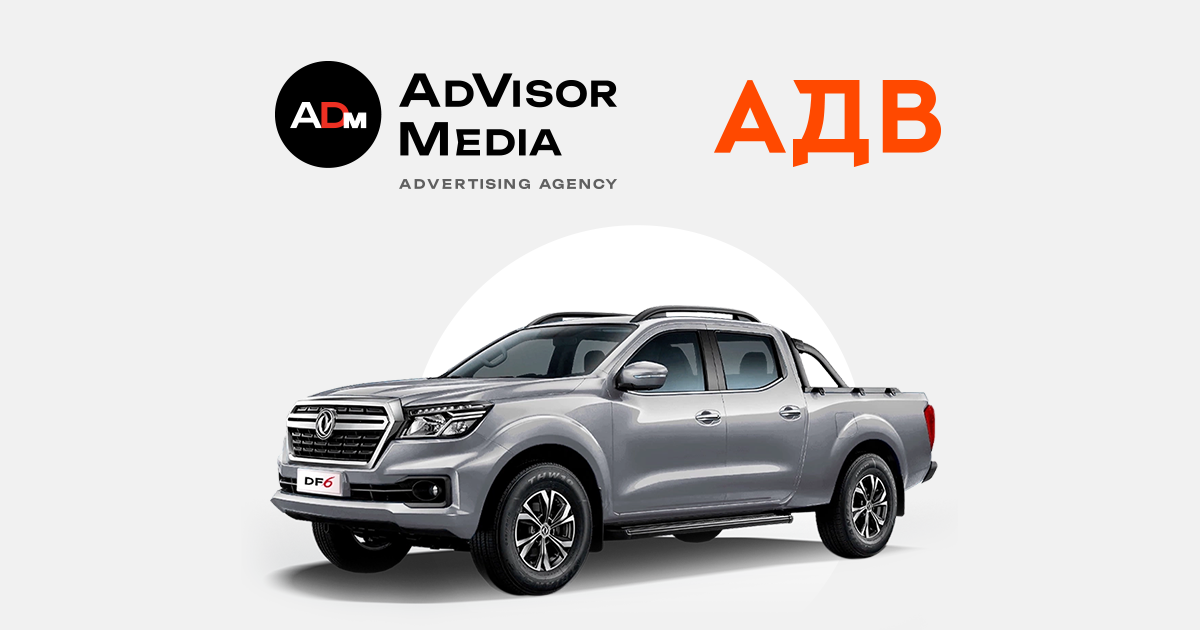 ADM
ADVISOR
MEDIA
ADVERTISING AGENCY
АДВ
DF6